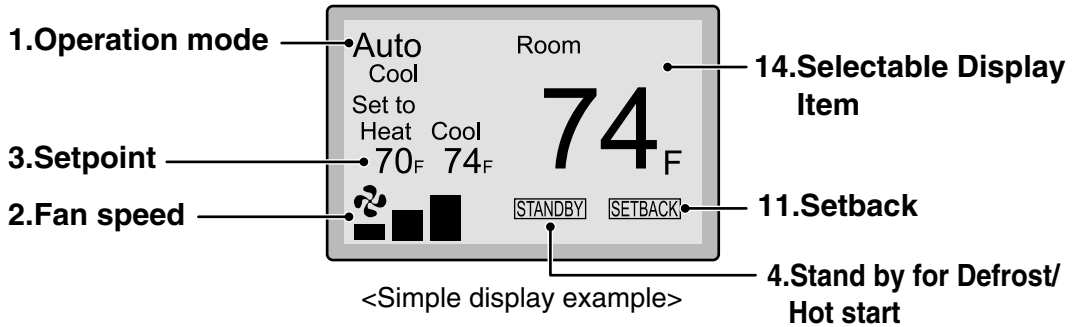 1.Operation mode
Auto
Cool
Room
14.Selectable Display
Item
Set to
Heat Cool
3.Setpoint
70F 74F
74F
2.Fan speed
STANDBY SETBACK
11.Setback
4.Stand by for Defrost/
Hot start
<Simple display example>